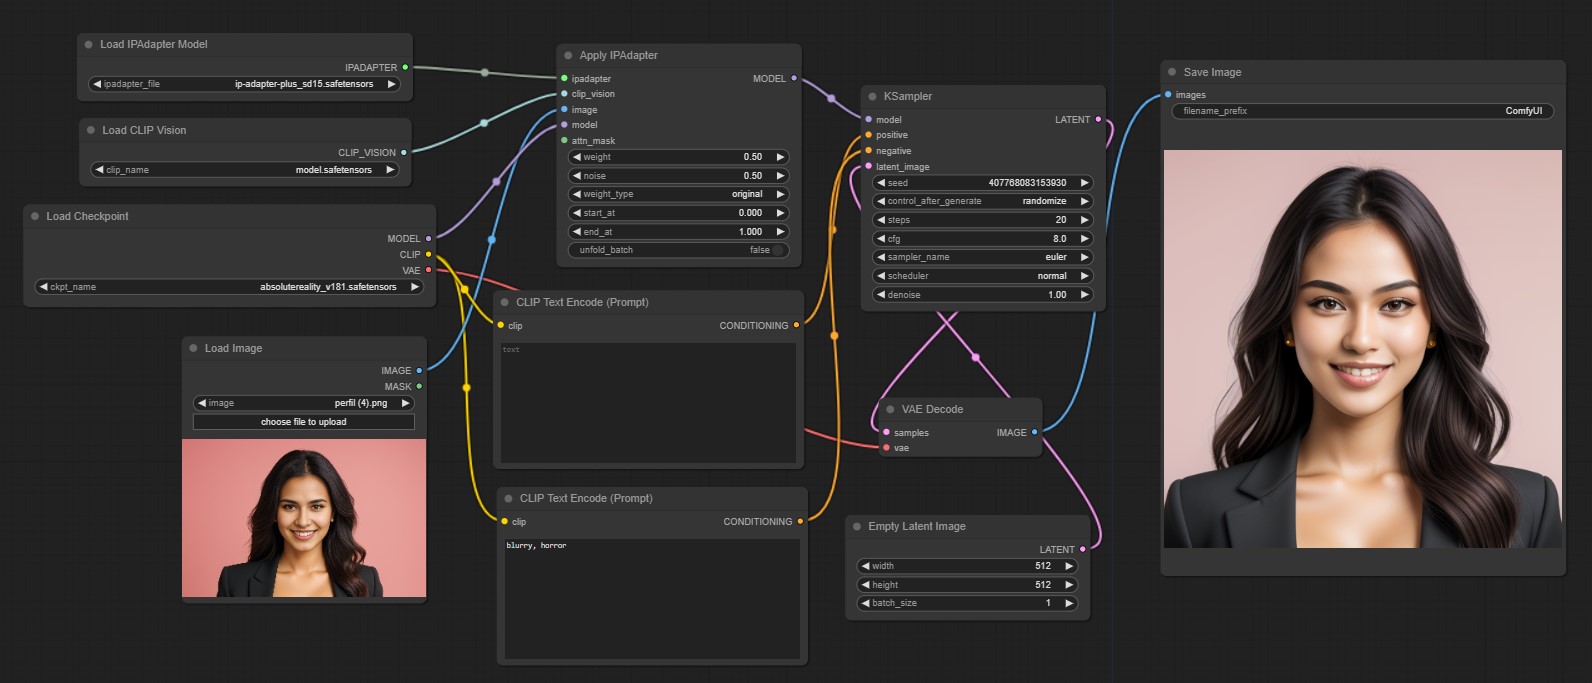 Load IPAdapter Model
IPADAPTER
ipadapter_file ip-adapter-plus_sd15.safetensors
Load CLIP Vision
CLIP_VISION
clip_name model.safetensors
Load Checkpoint
MODEL
CLIP
VAE
ckpt_name absolutereality_v181.safetensors
Load Image
IMAGE
MASK
image perfil (4).png
choose file to upload
Apply IPAdapter
ipadapter MODEL
clip_vision
image
model
attn_mask
weight 0.50
noise 0.50
weight_type original
start_at 0.000
end_at 1.000
unfold_batch false
CLIP Text Encode (Prompt)
clip CONDITIONING
text
CLIP Text Encode (Prompt)
clip CONDITIONING
blurry, horror
KSampler
model LATENT
positive
negative
latent_image
seed 407768083153930
control_after_generate randomize
steps 20
cfg 8.0
sampler_name euler
scheduler normal
denoise 1.00
VAE Decode
samples IMAGE
vae
Empty Latent Image
LATENT
width 512
height 512
batch_size 1
Save Image
images
filename_prefix ComfyUI